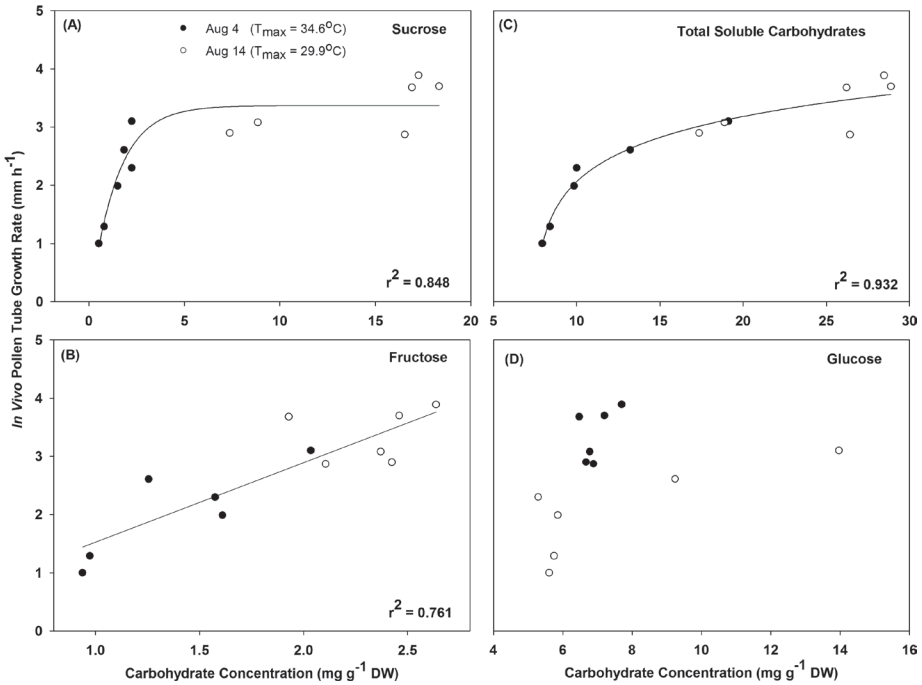 (A)
Aug 4 (Tmax = 34.6°C)
Aug 14 (Tmax = 29.9°C)
Sucrose
r² = 0.848
5
4
3
2
1
0
0 5 10 15 20
(C)
Total Soluble Carbohydrates
r² = 0.932
5 10 15 20 25 30
In Vivo Pollen Tube Growth Rate (mm h⁻¹)
(B)
Fructose
r² = 0.761
5
4
3
2
1
0
1.0 1.5 2.0 2.5
Carbohydrate Concentration (mg g⁻¹ DW)
(D)
Glucose
4 6 8 10 12 14 16
Carbohydrate Concentration (mg g⁻¹ DW)